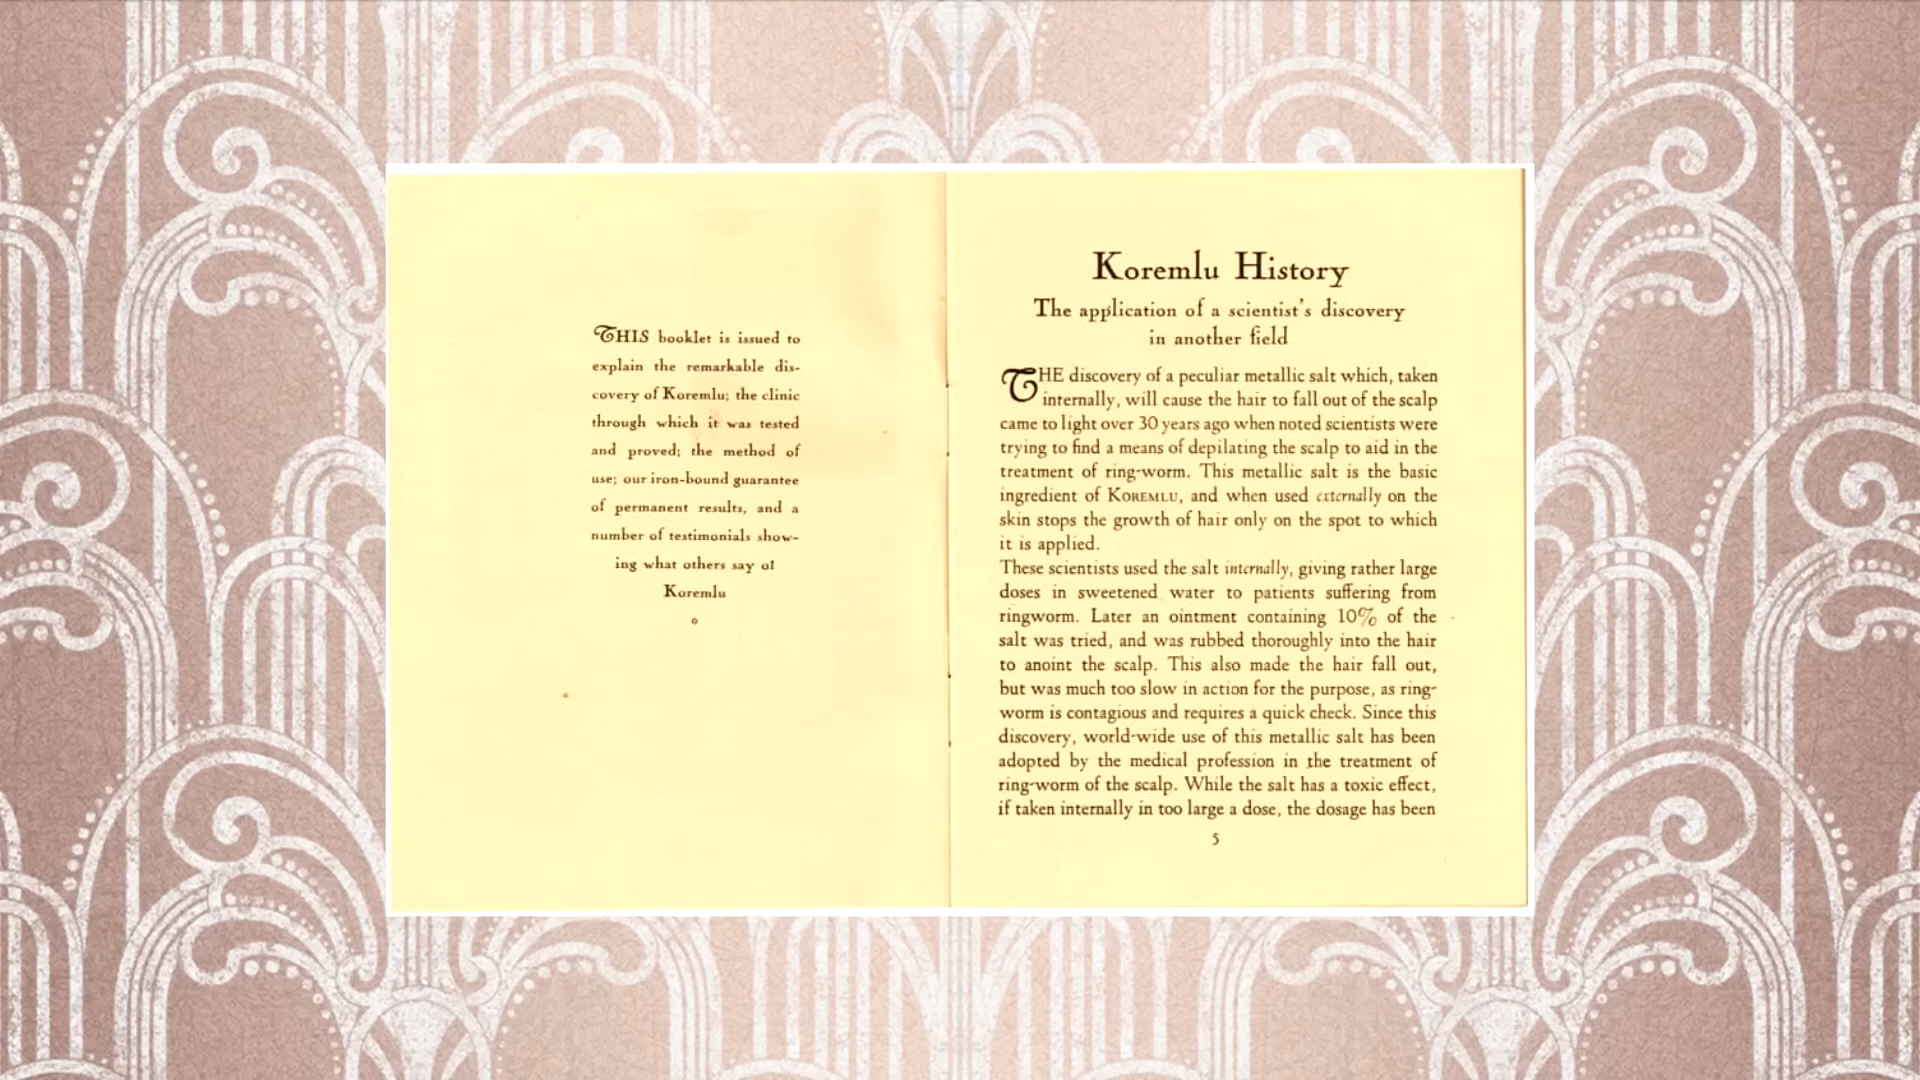 THIS booklet is issued to
explain the remarkable dis-
covery of Koremlu; the clinic
through which it was tested
and proved; the method of
use; our iron-bound guarantee
of permanent results, and a
number of testimonials show-
ing what others say of
Koremlu
Koremlu History
The application of a scientist's discovery
in another field
THE discovery of a peculiar metallic salt which, taken
internally, will cause the hair to fall out of the scalp
came to light over 30 years ago when noted scientists were
trying to find a means of depilating the scalp to aid in the
treatment of ring-worm. This metallic salt is the basic
ingredient of KOREMLU, and when used externally on the
skin stops the growth of hair only on the spot to which
it is applied.
These scientists used the salt internally, giving rather large
doses in sweetened water to patients suffering from
ringworm. Later an ointment containing 10% of the
salt was tried, and was rubbed thoroughly into the hair
to anoint the scalp. This also made the hair fall out,
but was much too slow in action for the purpose, as ring-
worm is contagious and requires a quick check. Since this
discovery, world-wide use of this metallic salt has been
adopted by the medical profession in the treatment of
ring-worm of the scalp. While the salt has a toxic effect,
if taken internally in too large a dose, the dosage has been
5